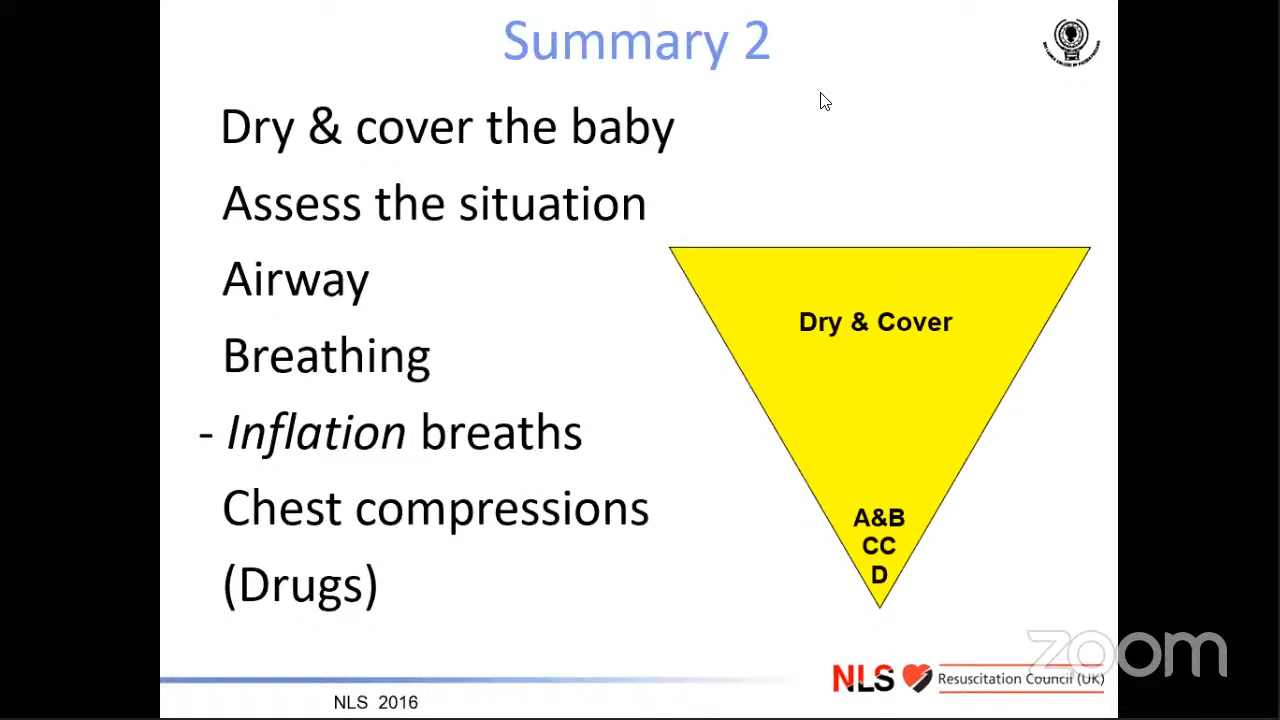 Summary 2
Dry & cover the baby
Assess the situation
Airway
Breathing
- Inflation breaths
Chest compressions
(Drugs)
Dry & Cover
A&B
CC
D
zoom
NLS Resuscitation Council (UK)
NLS 2016